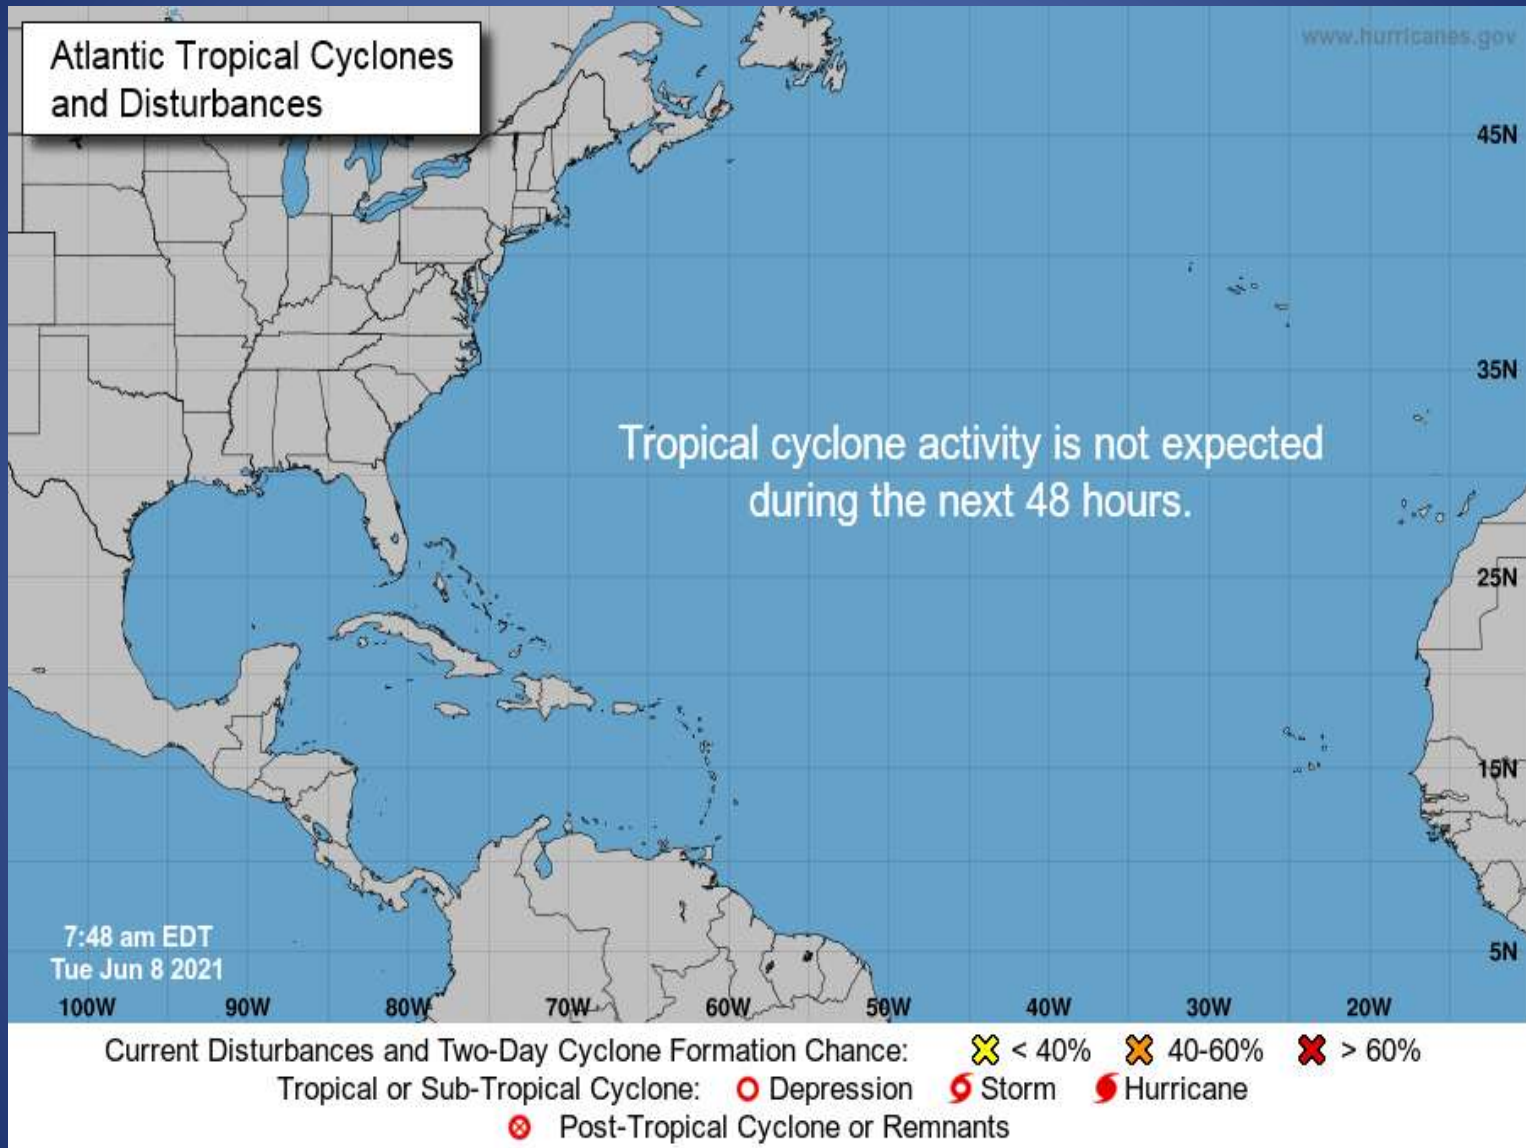 Atlantic Tropical Cyclones
and Disturbances
www.hurricanes.gov
45N
35N
Tropical cyclone activity is not expected
during the next 48 hours.
25N
15N
7:48 am EDT
Tue Jun 8 2021
5N
100W 90W 80W 70W 60W 50W 40W 30W 20W
Current Disturbances and Two-Day Cyclone Formation Chance: < 40% 40-60% > 60%
Tropical or Sub-Tropical Cyclone: Depression Storm Hurricane
Post-Tropical Cyclone or Remnants